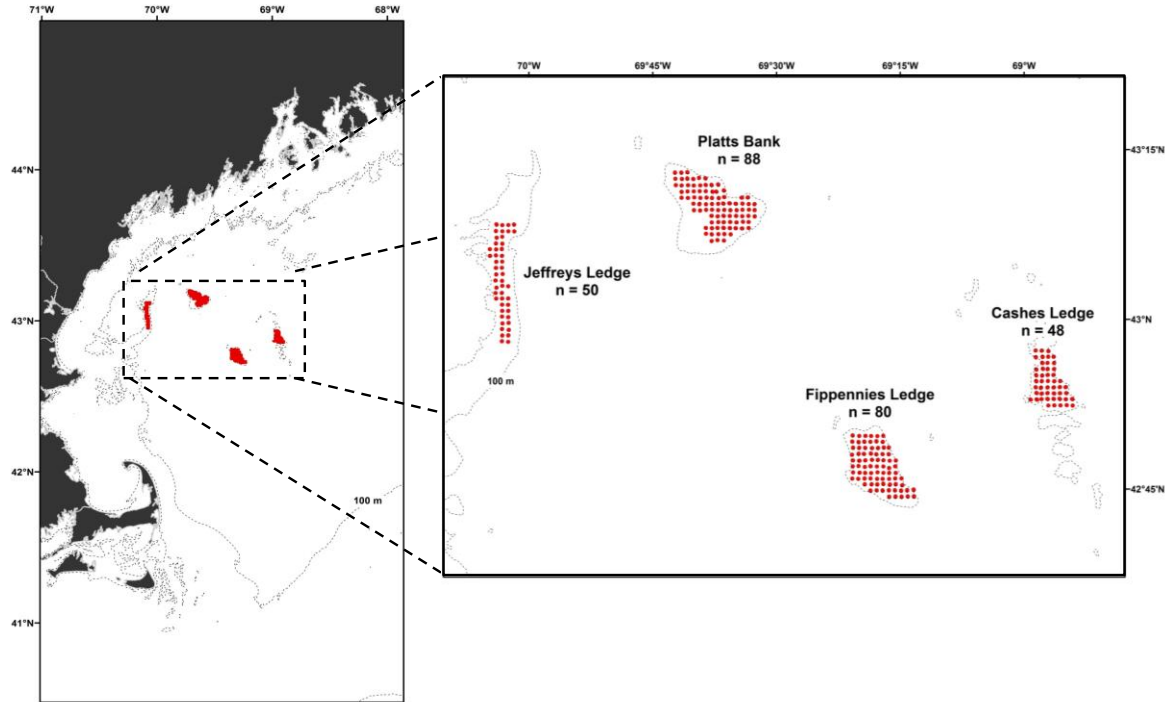 71°W
70°W
69°W
68°W
44°N
43°N
42°N
41°N
100 m
70°W
69°45'W
69°30'W
69°15'W
69°W
43°15'N
43°N
42°45'N
Platts Bank
n = 88
Jeffreys Ledge
n = 50
Cashes Ledge
n = 48
100 m
Fippennies Ledge
n = 80